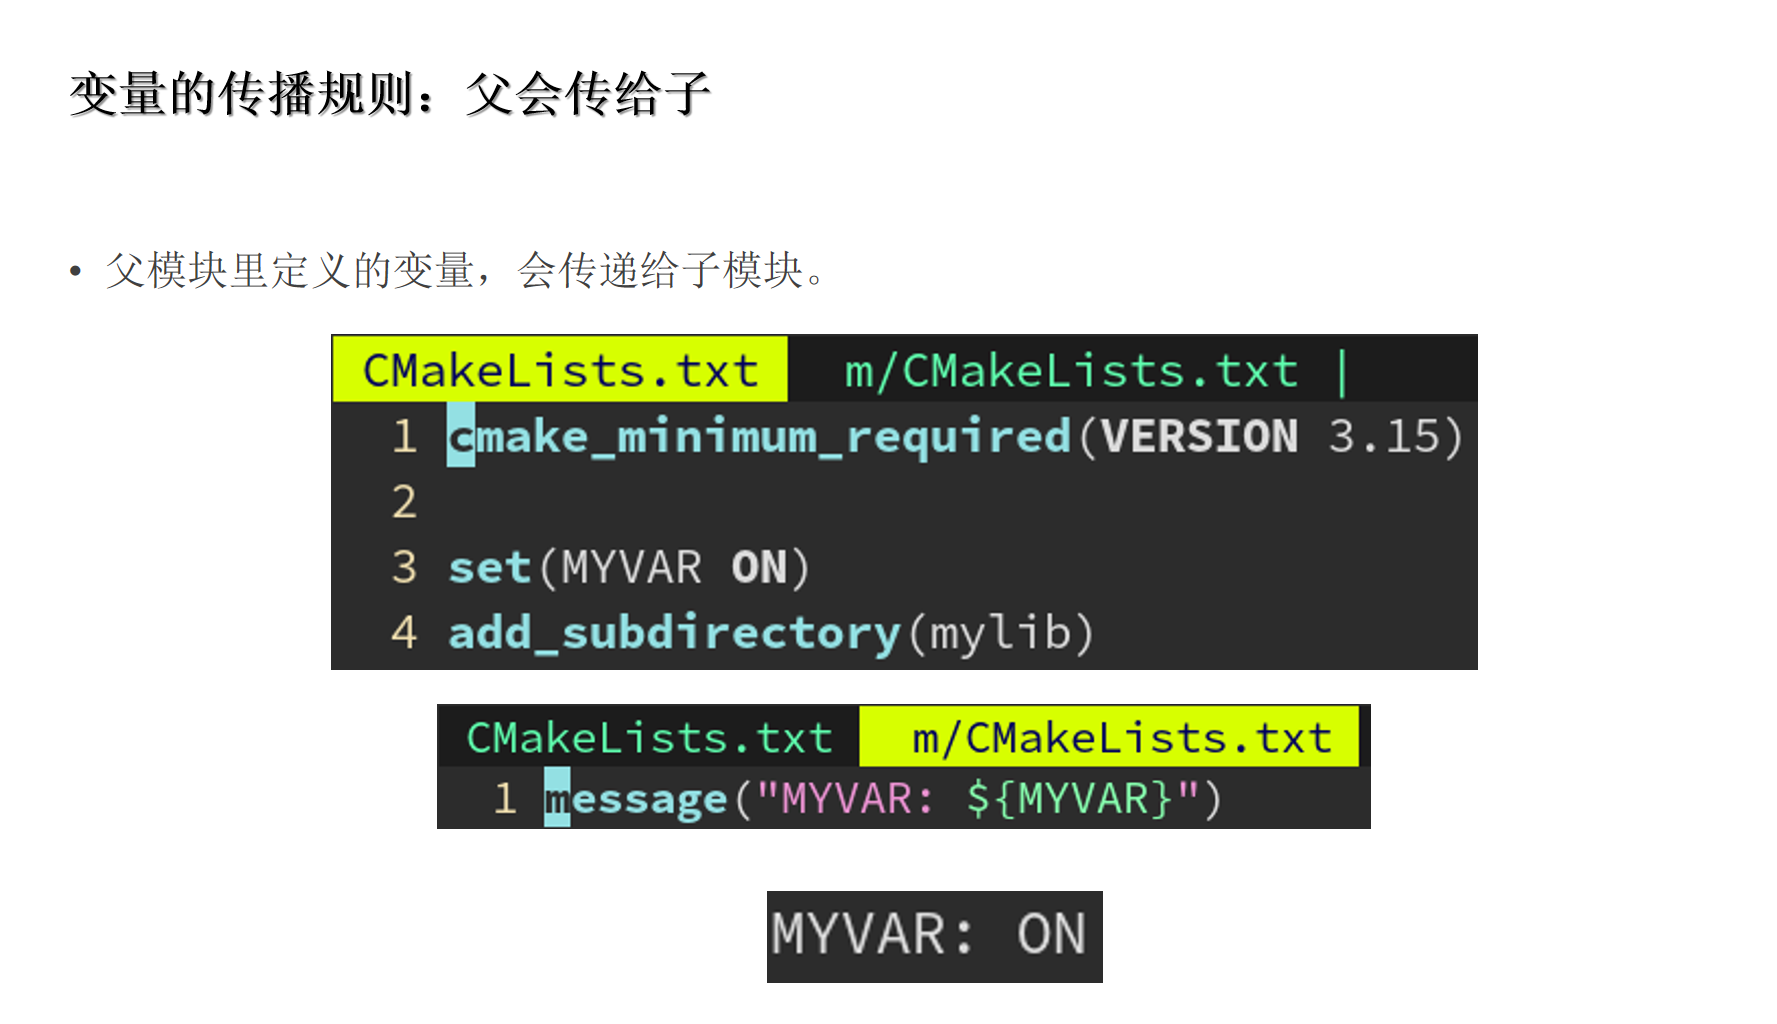 变量的传播规则：父会传给子
• 父模块里定义的变量，会传递给子模块。
CMakeLists.txt m/CMakeLists.txt |
1 cmake_minimum_required(VERSION 3.15)
2
3 set(MYVAR ON)
4 add_subdirectory(mylib)
CMakeLists.txt m/CMakeLists.txt
1 message("MYVAR: ${MYVAR}")
MYVAR: ON